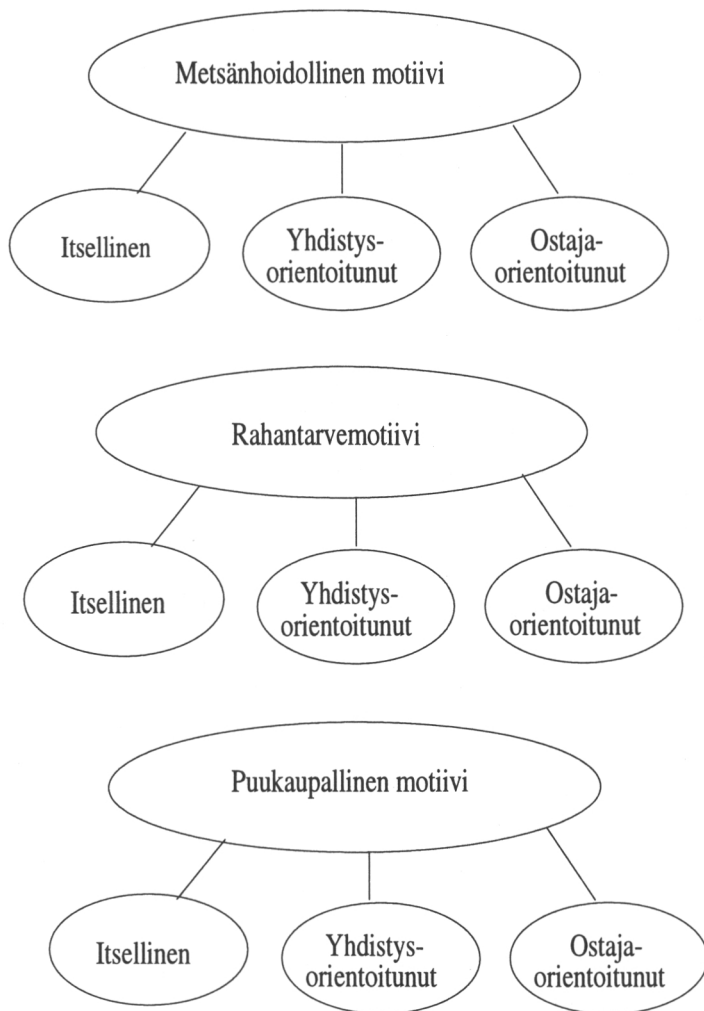 Metsänhoidollinen motiivi
Itsellinen
Yhdistys-
orientoitunut
Ostaja-
orientoitunut
Rahantarvemotiivi
Itsellinen
Yhdistys-
orientoitunut
Ostaja-
orientoitunut
Puukaupallinen motiivi
Itsellinen
Yhdistys-
orientoitunut
Ostaja-
orientoitunut